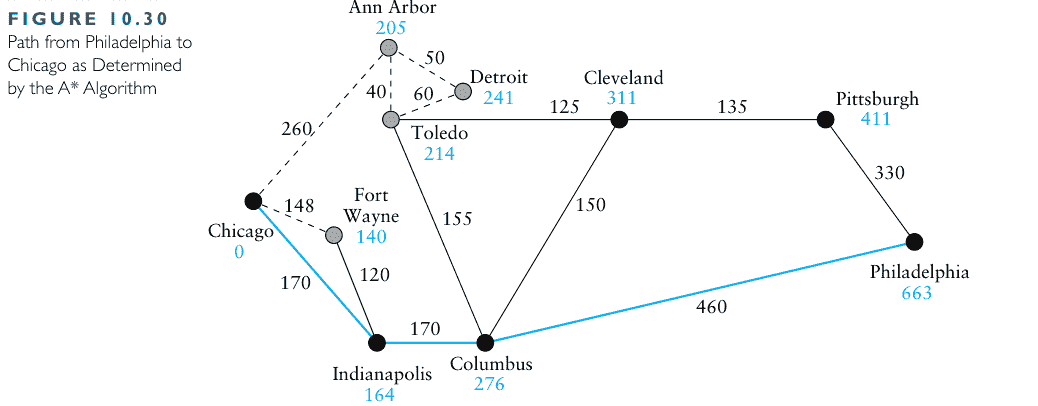 FIGURE 10.30
Path from Philadelphia to
Chicago as Determined
by the A* Algorithm
Ann Arbor
205
50
Detroit
241
40
60
Cleveland
311
125
135
Pittsburgh
411
Toledo
214
260
330
148
Fort
Wayne
140
155
150
Chicago
0
120
170
Philadelphia
663
460
170
Columbus
276
Indianapolis
164